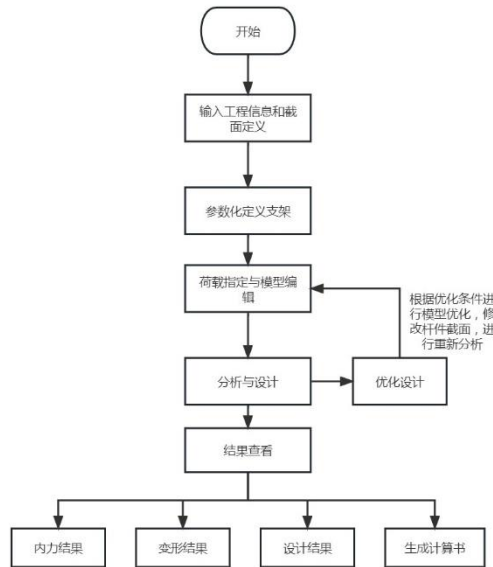 开始
输入工程信息和截
面定义
参数化定义支架
荷载指定与模型编
辑
根据优化条件进
行模型优化，修
改杆件截面，进
行重新分析
分析与设计
优化设计
结果查看
内力结果
变形结果
设计结果
生成计算书